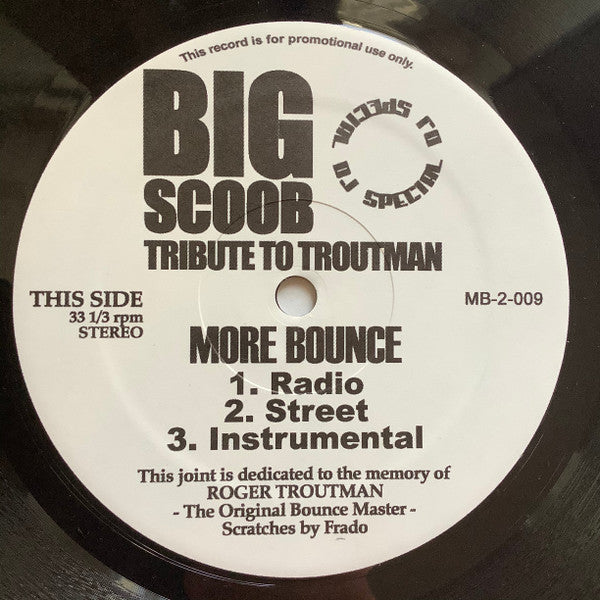 This record is for promotional use only.
BIG
SCOOB
DJ SPECIAL
DJ SPECIAL
TRIBUTE TO TROUTMAN
THIS SIDE
33 1/3 rpm
STEREO
MB-2-009
MORE BOUNCE
1. Radio
2. Street
3. Instrumental
This joint is dedicated to the memory of
ROGER TROUTMAN
- The Original Bounce Master -
Scratches by Frado